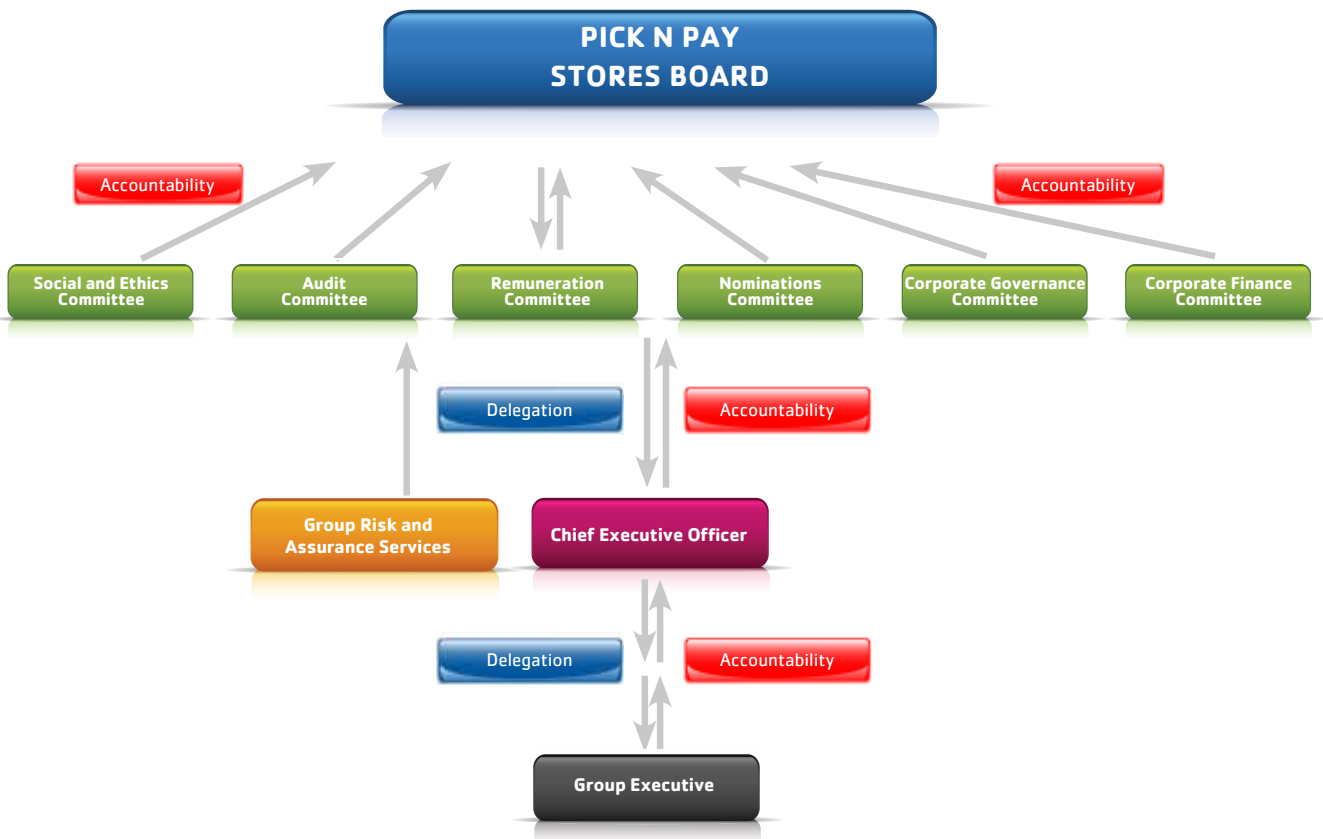 PICK N PAY
STORES BOARD
Accountability
Accountability
Social and Ethics
Committee
Audit
Committee
Remuneration
Committee
Nominations
Committee
Corporate Governance
Committee
Corporate Finance
Committee
Delegation
Accountability
Group Risk and
Assurance Services
Chief Executive Officer
Delegation
Accountability
Group Executive